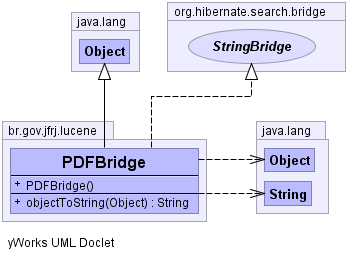 java.lang
Object
org.hibernate.search.bridge
StringBridge
br.gov.jfrj.lucene
PDFBridge
+ PDFBridge()
+ objectToString(Object) : String
java.lang
Object
String
yWorks UML Doclet